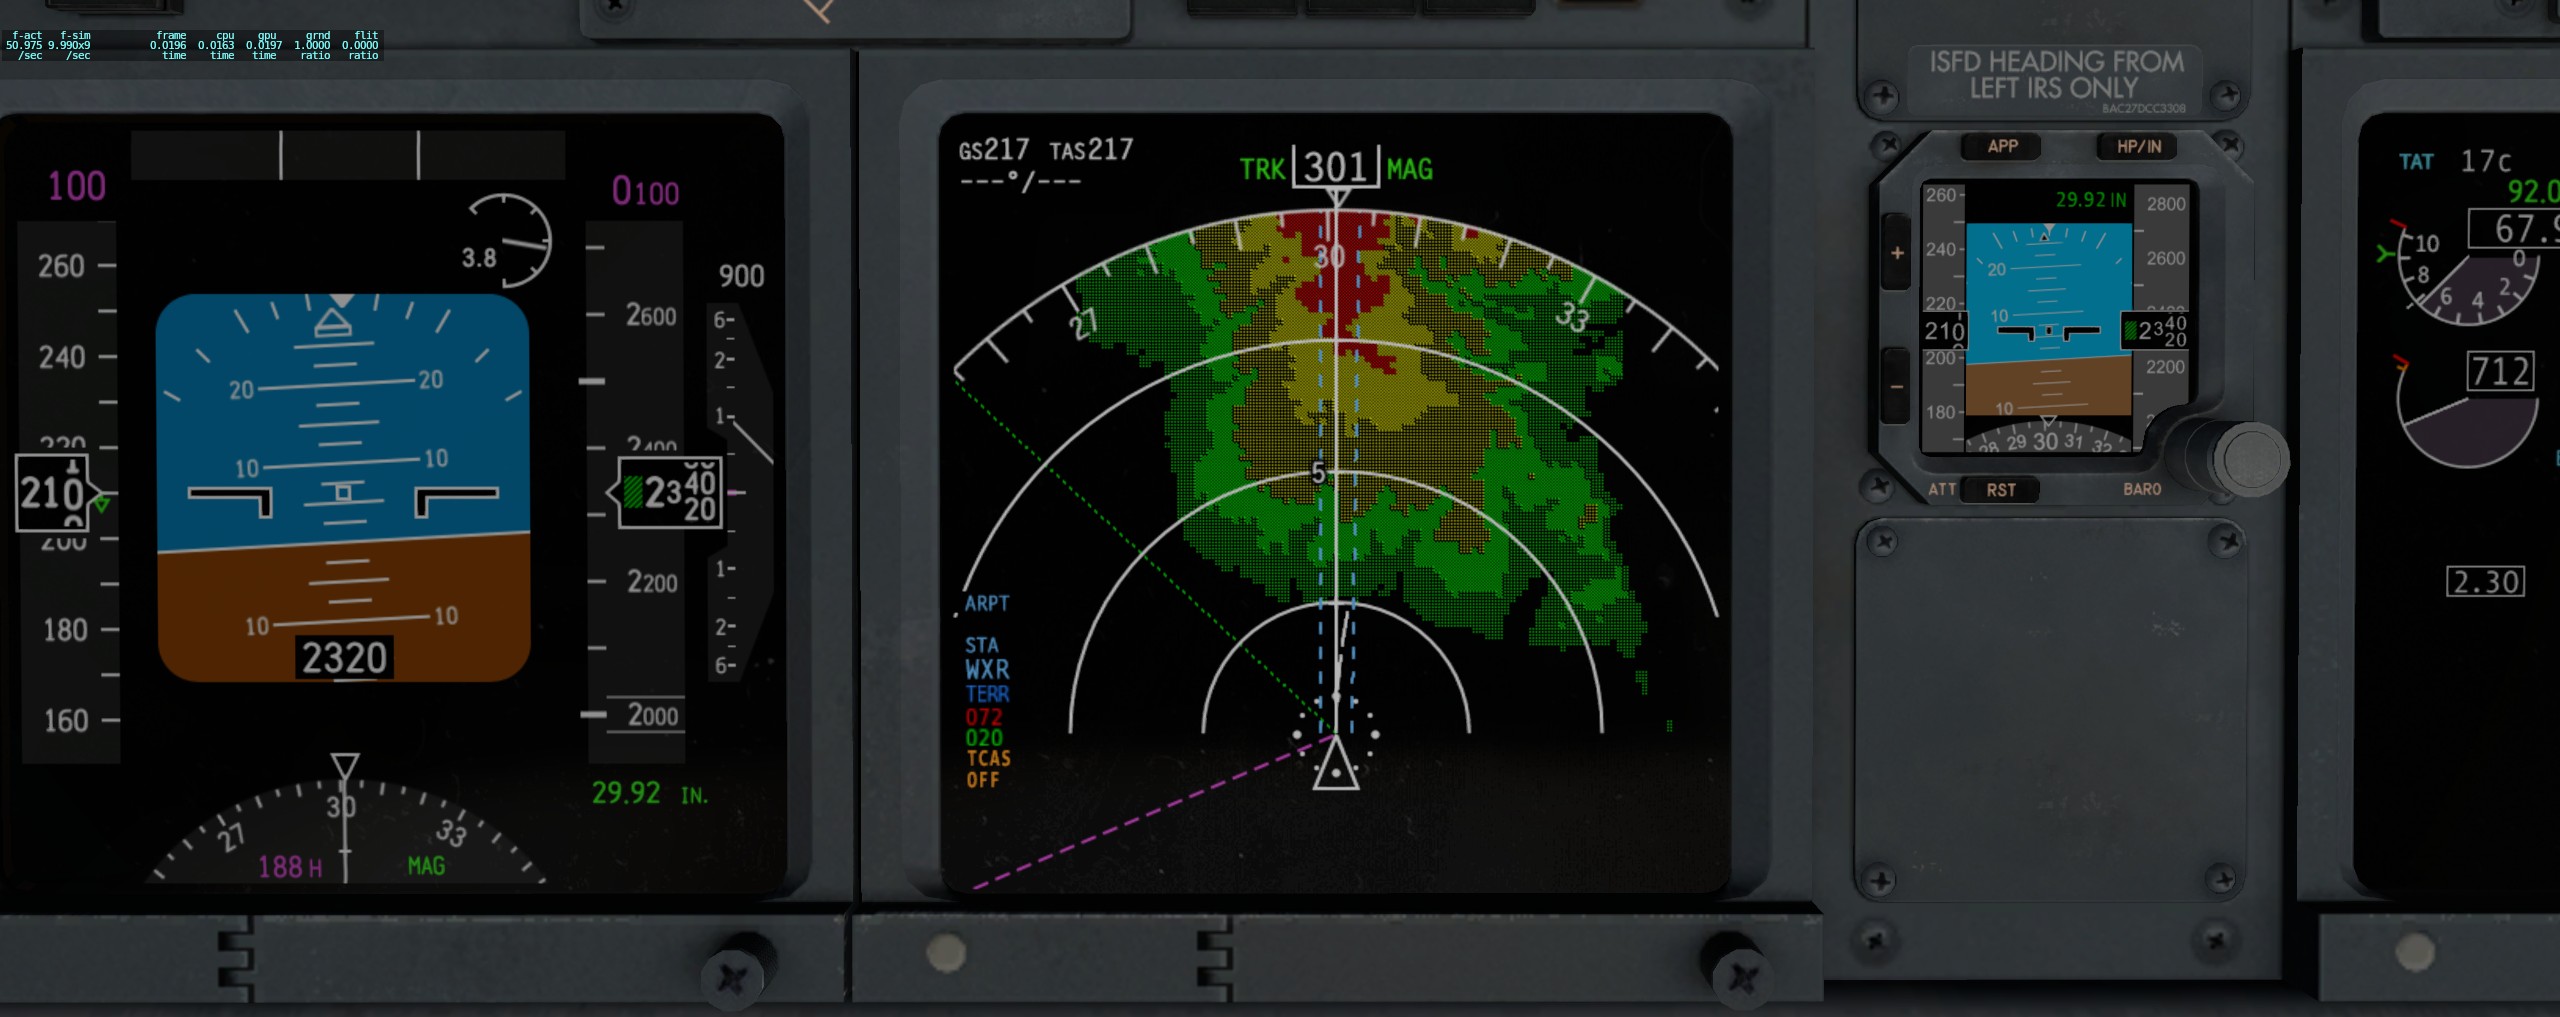 f-act f-sim frame cpu gpu grnd flit
50.975 9.990x9 0.0196 0.0163 0.0197 1.0000 0.0000
/sec /sec time time time ratio ratio
100
260
240
210
180
160
3.8
20 20
10 10
10 10
2320
0100
2600
2340
20
2200
2000
29.92 IN.
900
6
2
1
1
2
6
27 30 33
188 H MAG
GS217 TAS217
---°/---
TRK 301 MAG
27 30 33
5
ARPT
STA
WXR
TERR
072
020
TCAS
OFF
ISFD HEADING FROM
LEFT IRS ONLY
BAC27DCC3308
APP HP/IN
+
-
29.92 IN
260
240
220
210
200
180
20
10
10
2800
2600
2340
20
2200
28 29 30 31 32
ATT RST BARO
TAT 17c
92.0
67.9
10
8
6 4 2 0
712
2.30